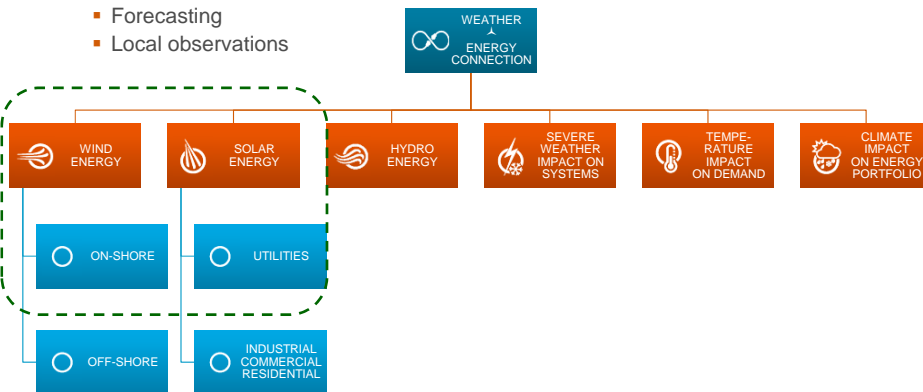 Forecasting
Local observations
WEATHER
ENERGY
CONNECTION
WIND
ENERGY
SOLAR
ENERGY
HYDRO
ENERGY
SEVERE
WEATHER
IMPACT ON
SYSTEMS
TEMPE-
RATURE
IMPACT
ON DEMAND
CLIMATE
IMPACT
ON ENERGY
PORTFOLIO
ON-SHORE
UTILITIES
OFF-SHORE
INDUSTRIAL
COMMERCIAL
RESIDENTIAL